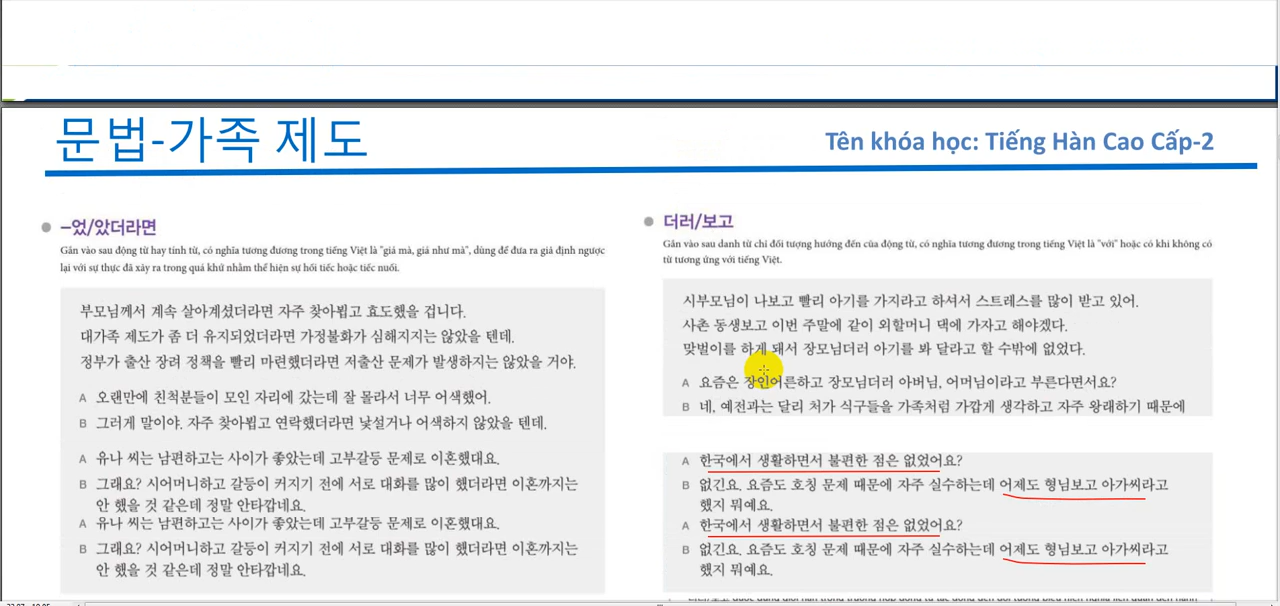 문법-가족 제도
Tên khóa học: Tiếng Hàn Cao Cấp-2
–었/았더라면
Gắn vào sau động từ hay tính từ, có nghĩa tương đương trong tiếng Việt là "giá mà, giá như mà", dùng để đưa ra giả định ngược
lại với sự thực đã xảy ra trong quá khứ nhằm thể hiện sự hối tiếc hoặc tiếc nuối.
부모님께서 계속 살아계셨더라면 자주 찾아뵙고 효도했을 겁니다.
대가족 제도가 좀 더 유지되었더라면 가정불화가 심해지지는 않았을 텐데.
정부가 출산 장려 정책을 빨리 마련했더라면 저출산 문제가 발생하지는 않았을 거야.
A 오랜만에 친척분들이 모인 자리에 갔는데 잘 몰라서 너무 어색했어.
B 그러게 말이야. 자주 찾아뵙고 연락했더라면 낯설거나 어색하지 않았을 텐데.
A 유나 씨는 남편하고는 사이가 좋았는데 고부갈등 문제로 이혼했대요.
B 그래요? 시어머니하고 갈등이 커지기 전에 서로 대화를 많이 했더라면 이혼까지는
안 했을 것 같은데 정말 안타깝네요.
A 유나 씨는 남편하고는 사이가 좋았는데 고부갈등 문제로 이혼했대요.
B 그래요? 시어머니하고 갈등이 커지기 전에 서로 대화를 많이 했더라면 이혼까지는
안 했을 것 같은데 정말 안타깝네요.
더러/보고
Gắn vào sau danh từ chỉ đối tượng hướng đến của động từ, có nghĩa tương đương trong tiếng Việt là "với" hoặc có khi không có
từ tương ứng với tiếng Việt.
시부모님이 나보고 빨리 아기를 가지라고 하셔서 스트레스를 많이 받고 있어.
사촌 동생보고 이번 주말에 같이 외할머니 댁에 가자고 해야겠다.
맞벌이를 하게 돼서 장모님더러 아기를 봐 달라고 할 수밖에 없었다.
A 요즘은 장인어른하고 장모님더러 아버님, 어머님이라고 부른다면서요?
B 네, 예전과는 달리 처가 식구들을 가족처럼 가깝게 생각하고 자주 왕래하기 때문에
A 한국에서 생활하면서 불편한 점은 없었어요?
B 없긴요. 요즘도 호칭 문제 때문에 자주 실수하는데 어제도 형님보고 아가씨라고
했지 뭐예요.
A 한국에서 생활하면서 불편한 점은 없었어요?
B 없긴요. 요즘도 호칭 문제 때문에 자주 실수하는데 어제도 형님보고 아가씨라고
했지 뭐예요.